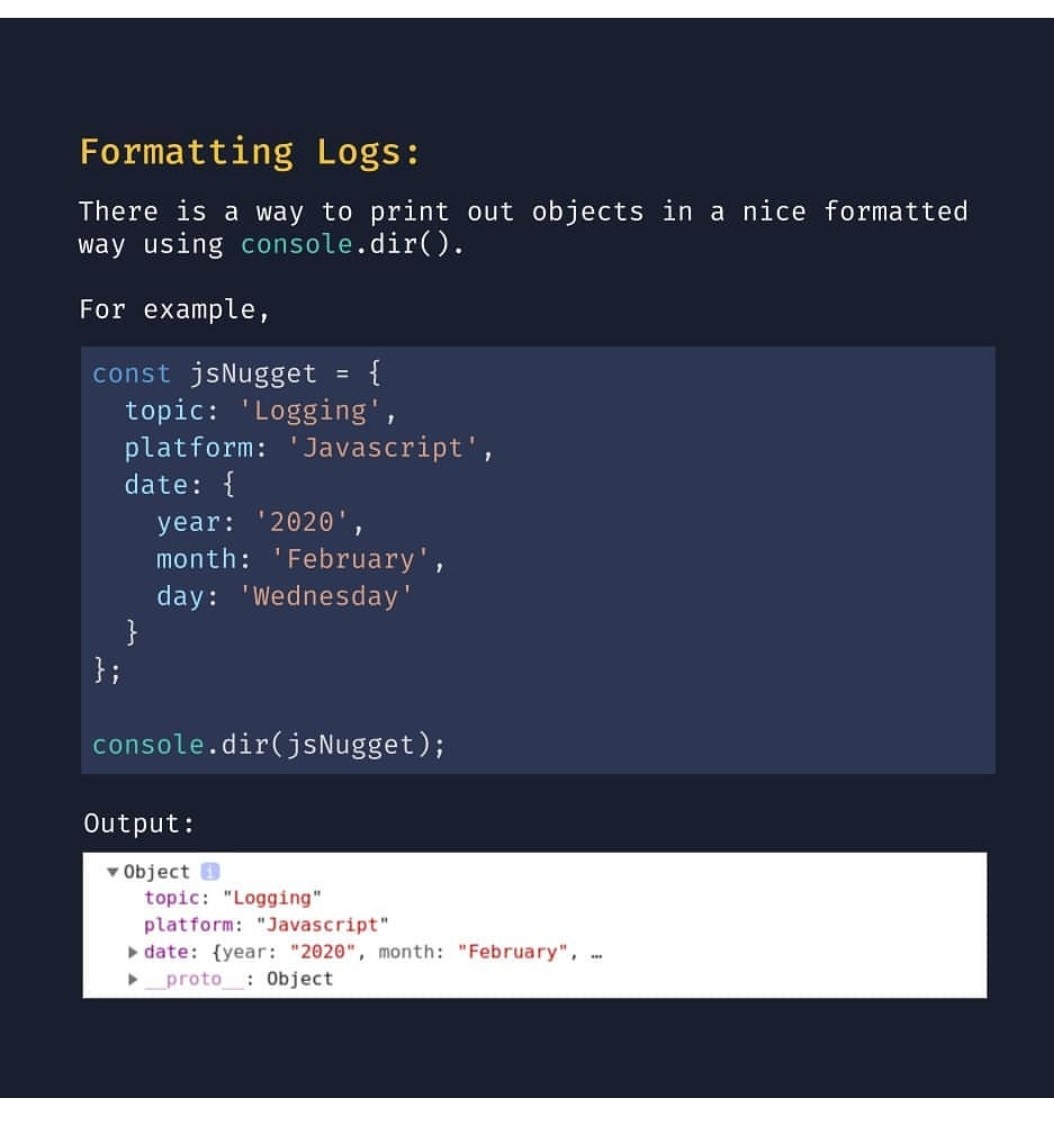 Formatting Logs:
There is a way to print out objects in a nice formatted
way using console.dir().
For example,
const jsNugget = {
  topic: 'Logging',
  platform: 'Javascript',
  date: {
    year: '2020',
    month: 'February',
    day: 'Wednesday'
  }
};
console.dir(jsNugget);
Output:
▼ Object i
topic: "Logging"
platform: "Javascript"
▶ date: {year: "2020", month: "February", …
▶ __proto__: Object